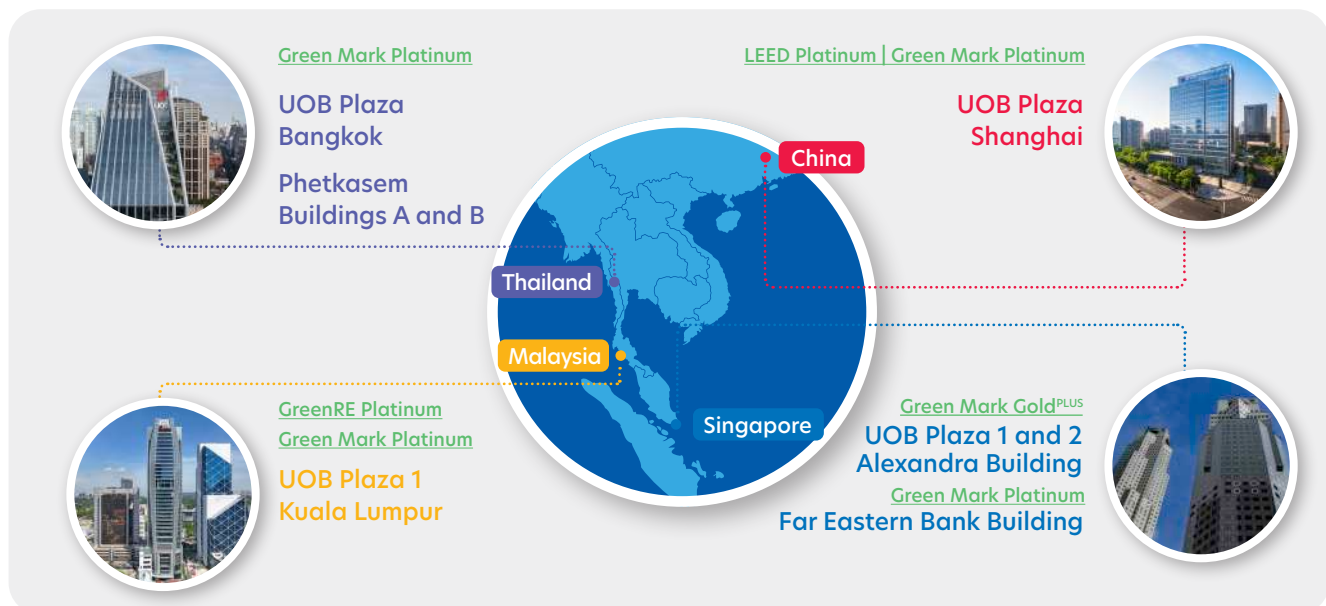 Green Mark Platinum
UOB Plaza
Bangkok
Phetkasem
Buildings A and B
LEED Platinum | Green Mark Platinum
UOB Plaza
Shanghai
China
Thailand
Malaysia
Singapore
GreenRE Platinum
Green Mark Platinum
UOB Plaza 1
Kuala Lumpur
Green Mark GoldPLUS
UOB Plaza 1 and 2
Alexandra Building
Green Mark Platinum
Far Eastern Bank Building